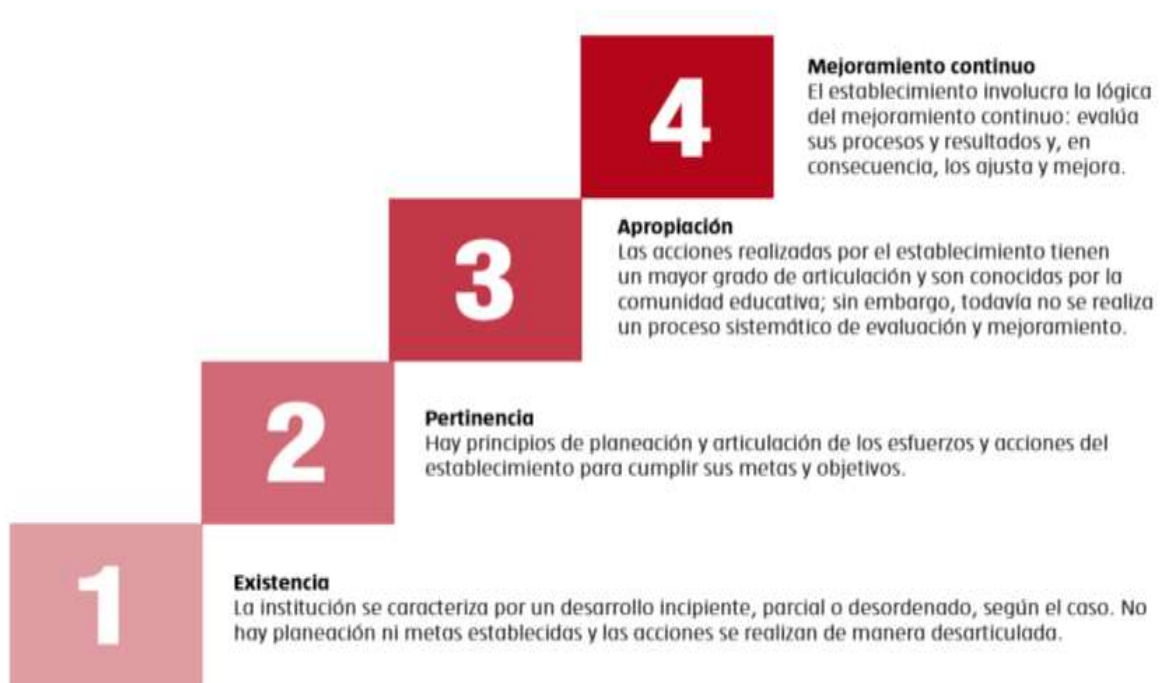 4
Mejoramiento continuo
El establecimiento involucra la lógica
del mejoramiento continuo: evalúa
sus procesos y resultados y, en
consecuencia, los ajusta y mejora.
3
Apropiación
Las acciones realizadas por el establecimiento tienen
un mayor grado de articulación y son conocidas por la
comunidad educativa; sin embargo, todavía no se realiza
un proceso sistemático de evaluación y mejoramiento.
2
Pertinencia
Hay principios de planeación y articulación de los esfuerzos y acciones del
establecimiento para cumplir sus metas y objetivos.
1
Existencia
La institución se caracteriza por un desarrollo incipiente, parcial o desordenado, según el caso. No
hay planeación ni metas establecidas y las acciones se realizan de manera desarticulada.